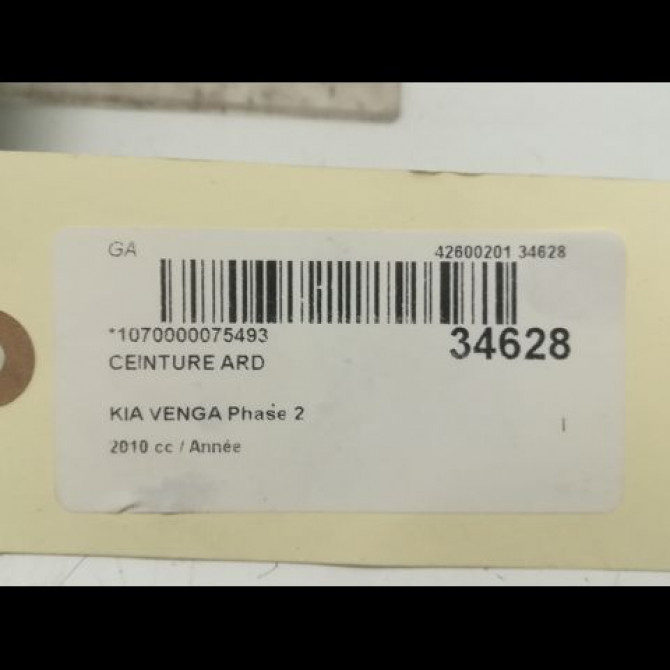 GA 42600201 34628
*1070000075493 34628
CEINTURE ARD
KIA VENGA Phase 2
I
2010 cc / Année